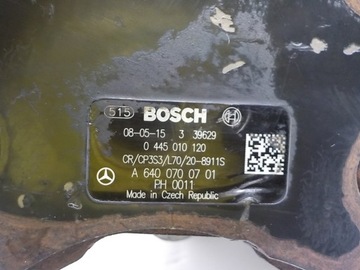 515 BOSCH
08-05-15 3 39629
0 445 010 120
CR/CP3S3/L70/20-8911S
A 640 070 07 01
PH 0011
Made in Czech Republic